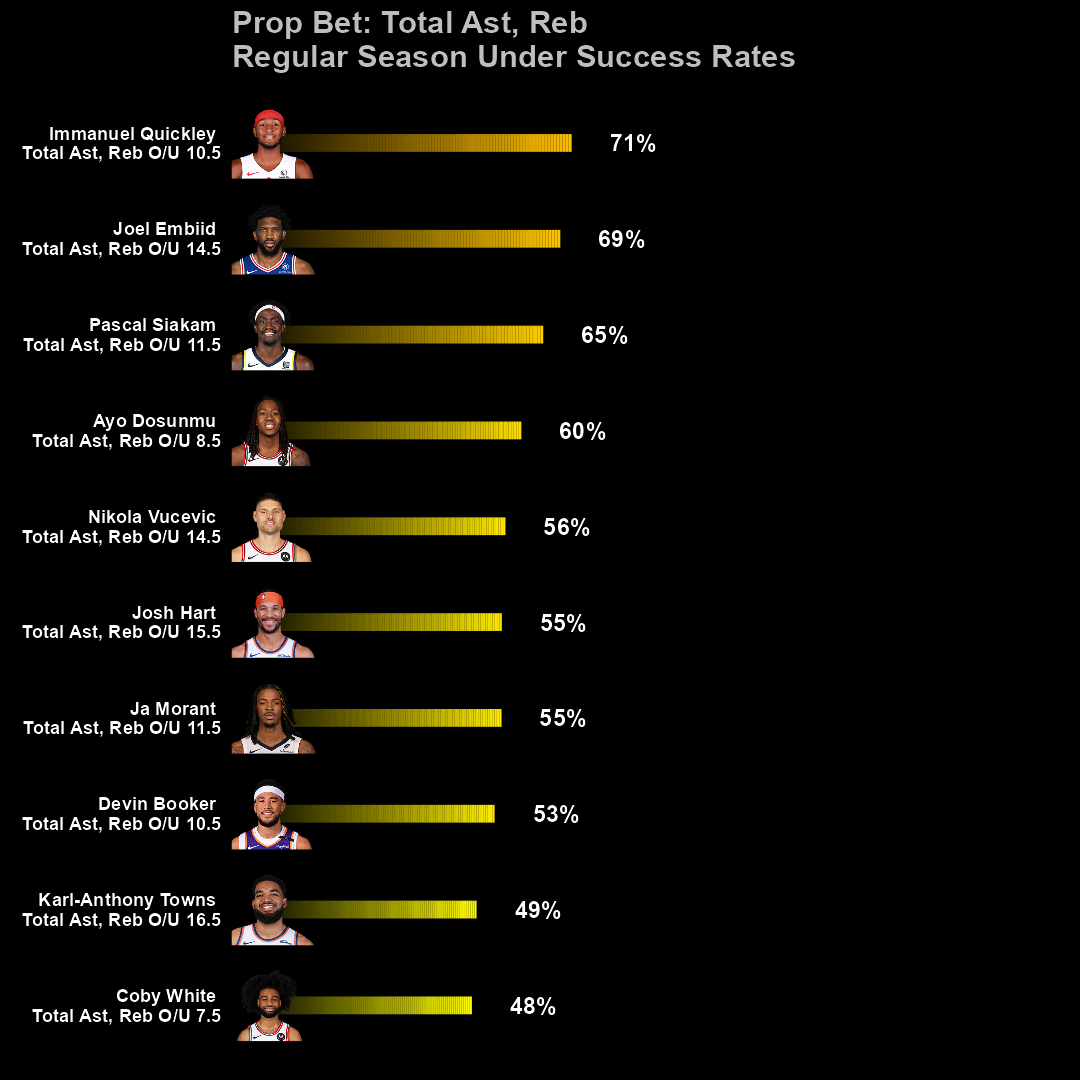 Prop Bet: Total Ast, Reb
Regular Season Under Success Rates
Immanuel Quickley
Total Ast, Reb O/U 10.5
71%
Joel Embiid
Total Ast, Reb O/U 14.5
69%
Pascal Siakam
Total Ast, Reb O/U 11.5
65%
Ayo Dosunmu
Total Ast, Reb O/U 8.5
60%
Nikola Vucevic
Total Ast, Reb O/U 14.5
56%
Josh Hart
Total Ast, Reb O/U 15.5
55%
Ja Morant
Total Ast, Reb O/U 11.5
55%
Devin Booker
Total Ast, Reb O/U 10.5
53%
Karl-Anthony Towns
Total Ast, Reb O/U 16.5
49%
Coby White
Total Ast, Reb O/U 7.5
48%